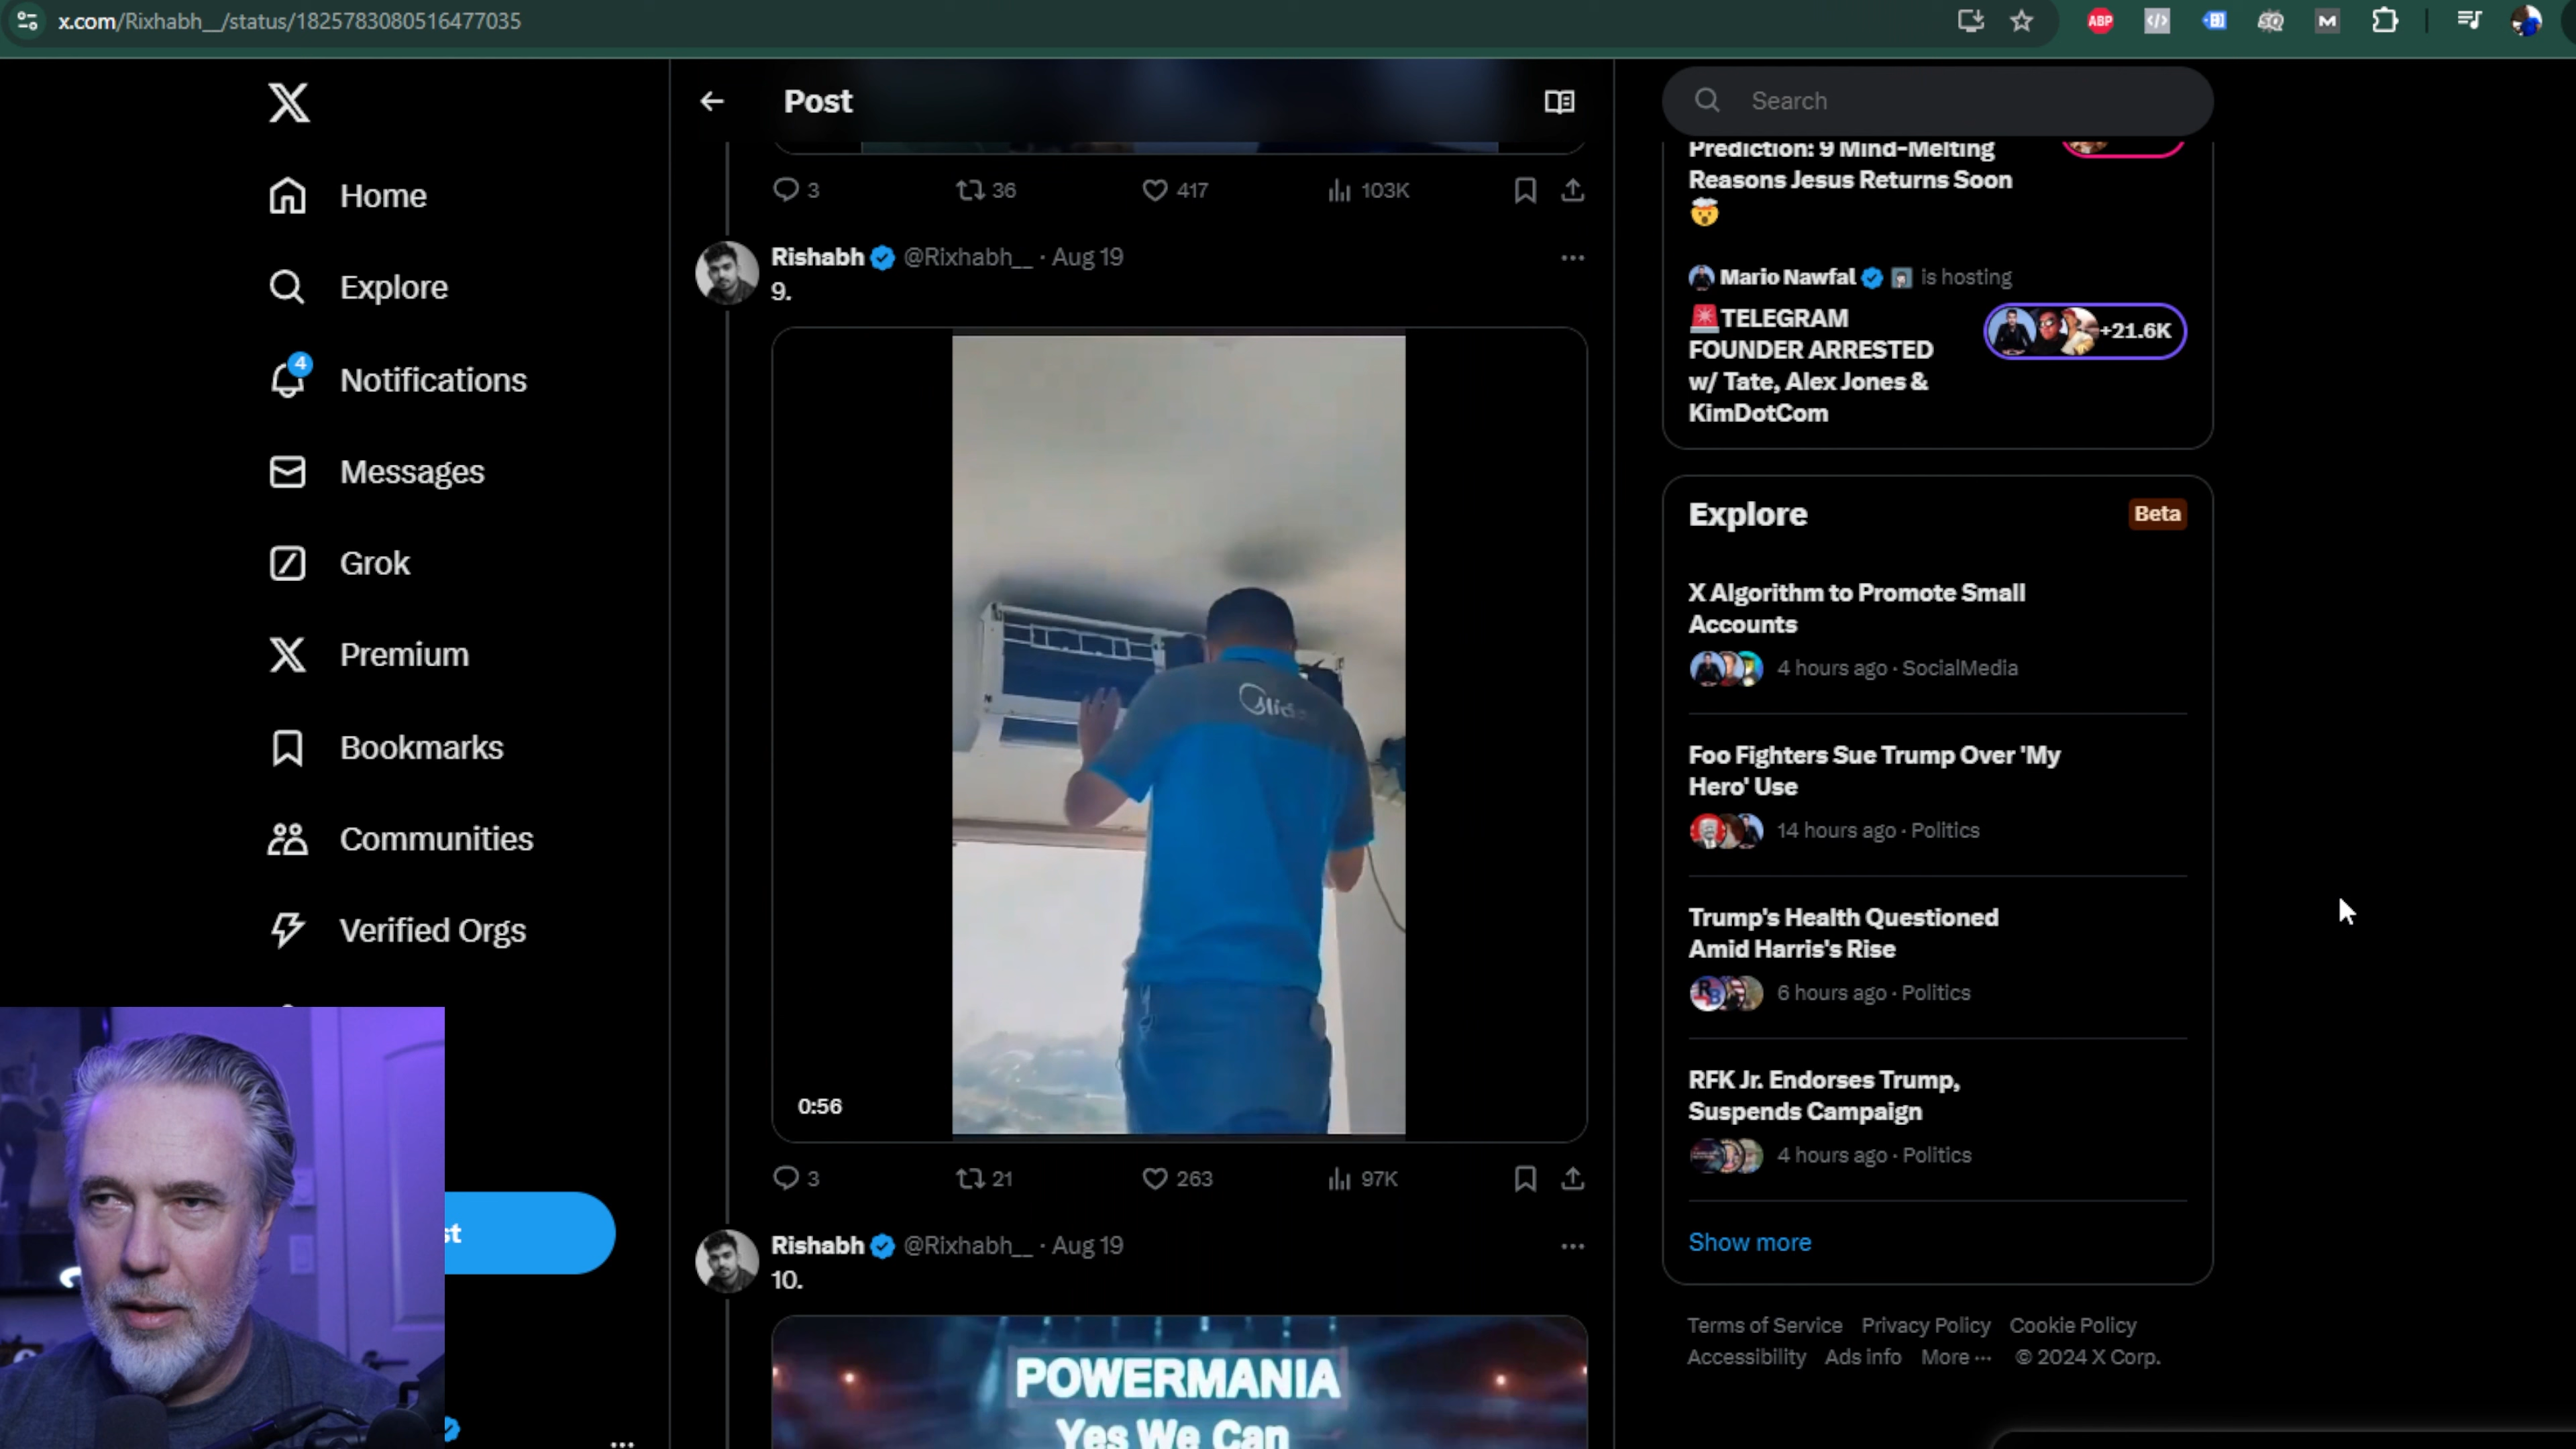 x.com/Rixhabh__/status/1825783080516477035
ABP
M
Home
Explore
4
Notifications
Messages
Grok
Premium
Bookmarks
Communities
Verified Orgs
st
Post
3
36
417
103K
Rishabh @Rixhabh__ · Aug 19
9.
0:56
3
21
263
97K
Rishabh @Rixhabh__ · Aug 19
10.
POWERMANIA
Yes We Can
Search
Prediction: 9 Mind-Melting
Reasons Jesus Returns Soon
🤯
Mario Nawfal is hosting
🚨TELEGRAM
FOUNDER ARRESTED
w/ Tate, Alex Jones &
KimDotCom
+21.6K
Explore
Beta
X Algorithm to Promote Small
Accounts
4 hours ago · SocialMedia
Foo Fighters Sue Trump Over 'My
Hero' Use
14 hours ago · Politics
Trump's Health Questioned
Amid Harris's Rise
6 hours ago · Politics
RFK Jr. Endorses Trump,
Suspends Campaign
4 hours ago · Politics
Show more
Terms of Service Privacy Policy Cookie Policy
Accessibility Ads info More ··· © 2024 X Corp.